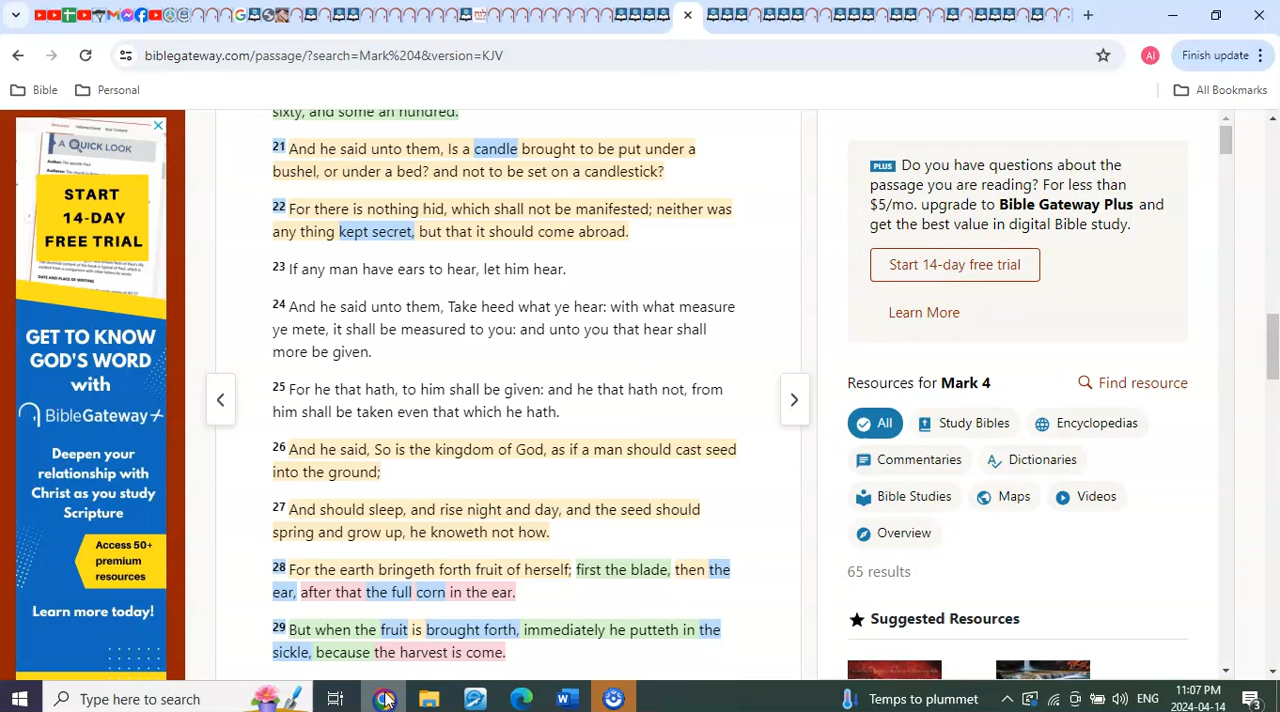 biblegateway.com/passage/?search=Mark%204&version=KJV
AI
Finish update
Bible
Personal
All Bookmarks
A QUICK LOOK
START
14-DAY
FREE TRIAL
GET TO KNOW
GOD'S WORD
with
BIBLEGATEWAY+
Deepen your
relationship with
Christ as you study
Scripture
Access 50+
premium
resources
Learn more today!
sixty, and some an hundred.
21 And he said unto them, Is a candle brought to be put under a
bushel, or under a bed? and not to be set on a candlestick?
22 For there is nothing hid, which shall not be manifested; neither was
any thing kept secret, but that it should come abroad.
23 If any man have ears to hear, let him hear.
24 And he said unto them, Take heed what ye hear: with what measure
ye mete, it shall be measured to you: and unto you that hear shall
more be given.
25 For he that hath, to him shall be given: and he that hath not, from
him shall be taken even that which he hath.
26 And he said, So is the kingdom of God, as if a man should cast seed
into the ground;
27 And should sleep, and rise night and day, and the seed should
spring and grow up, he knoweth not how.
28 For the earth bringeth forth fruit of herself; first the blade, then the
ear, after that the full corn in the ear.
29 But when the fruit is brought forth, immediately he putteth in the
sickle, because the harvest is come.
PLUS Do you have questions about the
passage you are reading? For less than
$5/mo. upgrade to Bible Gateway Plus and
get the best value in digital Bible study.
Start 14-day free trial
Learn More
Resources for Mark 4
Find resource
All
Study Bibles
Encyclopedias
Commentaries
Dictionaries
Bible Studies
Maps
Videos
Overview
65 results
Suggested Resources
Type here to search
Temps to plummet
ENG
11:07 PM
2024-04-14
3